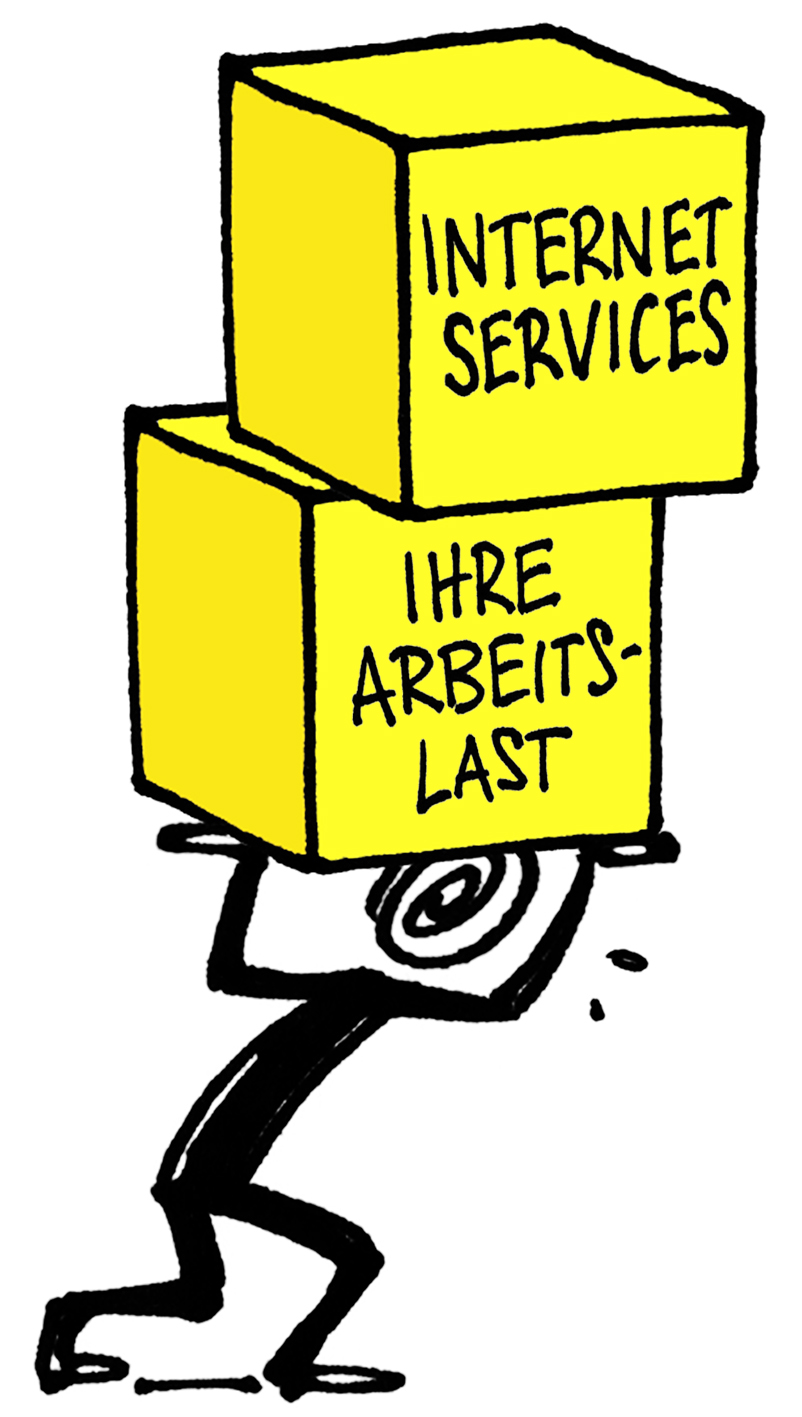 INTERNET
SERVICES
IHRE
ARBEITS-
LAST